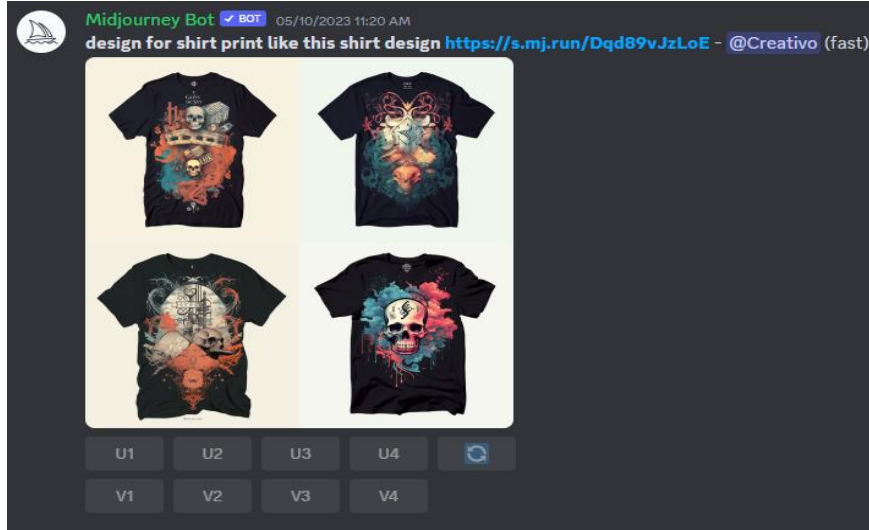 Midjourney Bot ✓ BOT 05/10/2023 11:20 AM
design for shirt print like this shirt design https://s.mj.run/Dqd89vJzLoE - @Creativo (fast)
U1 U2 U3 U4
V1 V2 V3 V4